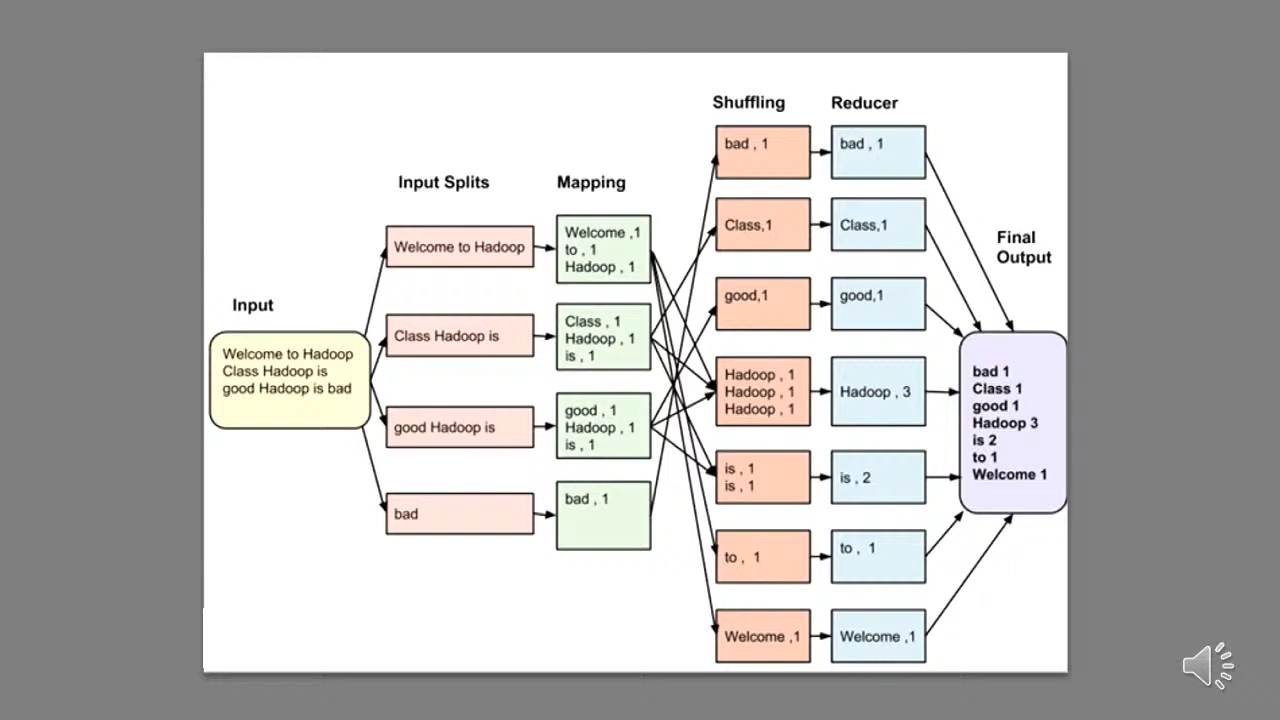 Input
Welcome to Hadoop
Class Hadoop is
good Hadoop is bad
Input Splits
Welcome to Hadoop
Class Hadoop is
good Hadoop is
bad
Mapping
Welcome ,1
to , 1
Hadoop , 1
Class , 1
Hadoop , 1
is , 1
good , 1
Hadoop , 1
is , 1
bad , 1
Shuffling
bad , 1
Class,1
good,1
Hadoop , 1
Hadoop , 1
Hadoop , 1
is , 1
is , 1
to , 1
Welcome ,1
Reducer
bad , 1
Class,1
good,1
Hadoop , 3
is , 2
to , 1
Welcome ,1
Final
Output
bad 1
Class 1
good 1
Hadoop 3
is 2
to 1
Welcome 1